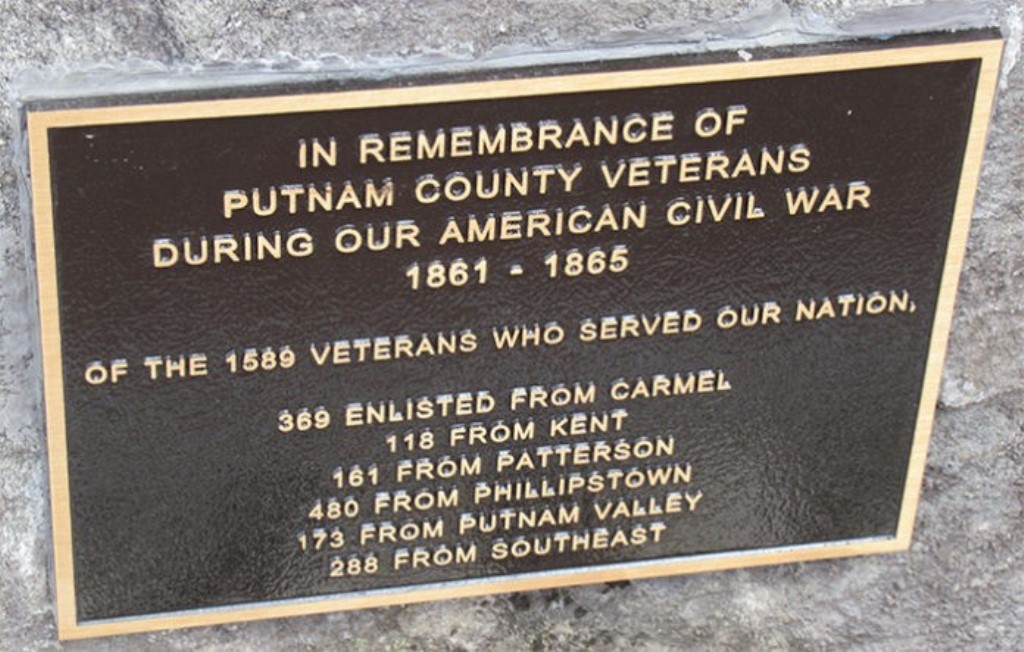 IN REMEMBRANCE OF
PUTNAM COUNTY VETERANS
DURING OUR AMERICAN CIVIL WAR
1861 - 1865
OF THE 1589 VETERANS WHO SERVED OUR NATION,
369 ENLISTED FROM CARMEL
118 FROM KENT
161 FROM PATTERSON
480 FROM PHILLIPSTOWN
173 FROM PUTNAM VALLEY
288 FROM SOUTHEAST